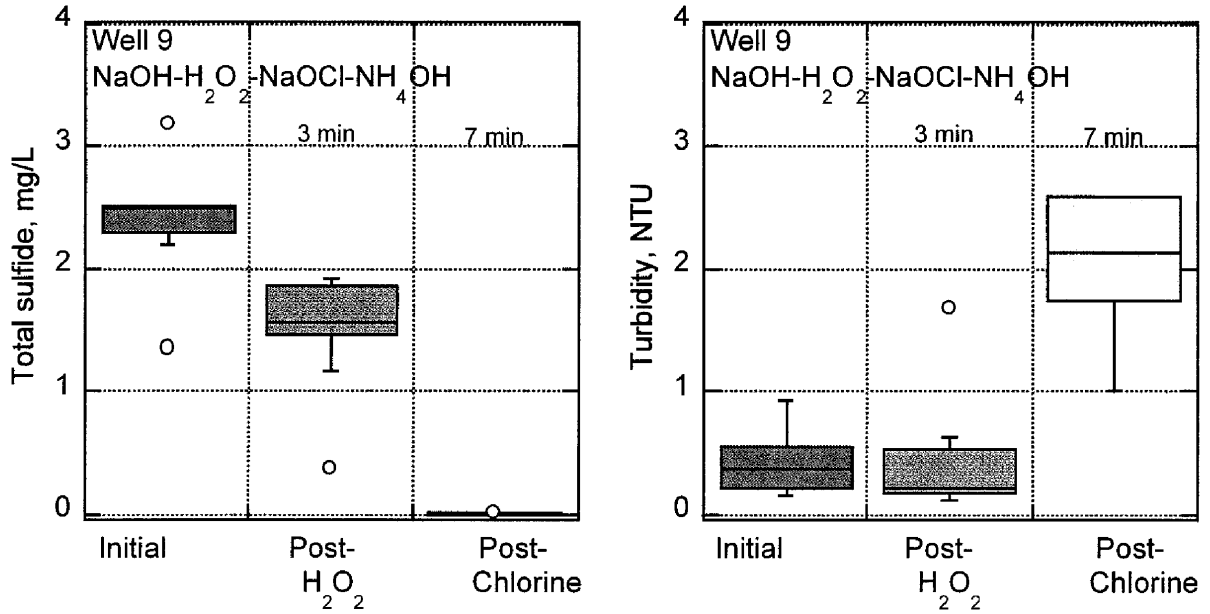 4
3
2
1
0
Total sulfide, mg/L
Well 9
NaOH-H2O2-NaOCl-NH4OH
3 min
7 min
Initial
Post-
H2O2
Post-
Chlorine
4
3
2
1
0
Turbidity, NTU
Well 9
NaOH-H2O2-NaOCl-NH4OH
3 min
7 min
Initial
Post-
H2O2
Post-
Chlorine